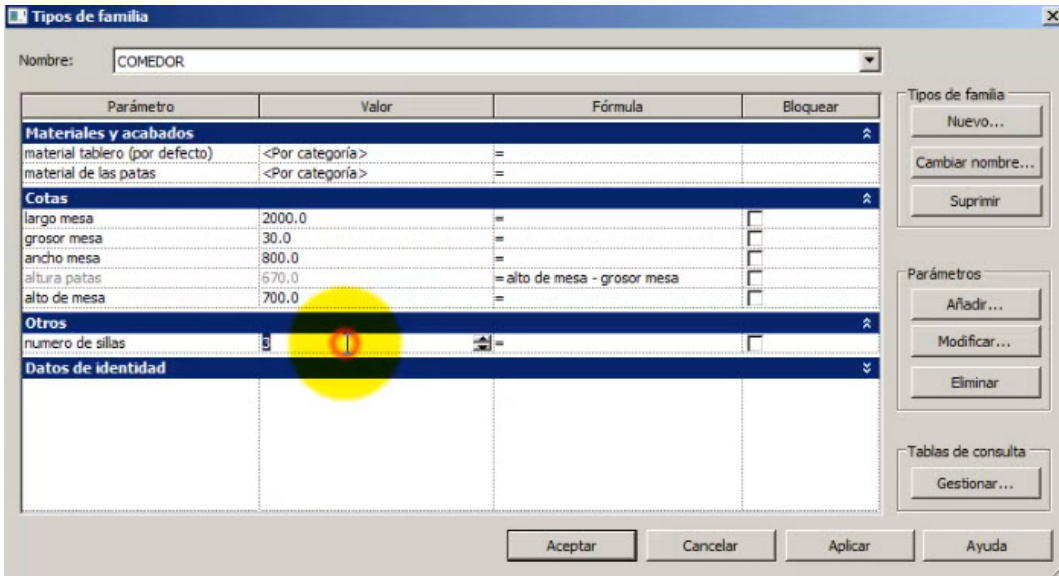 Tipos de familia
Nombre: COMEDOR
Parámetro Valor Fórmula Bloquear
Materiales y acabados
material tablero (por defecto) <Por categoría> =
material de las patas <Por categoría> =
Cotas
largo mesa 2000.0 =
grosor mesa 30.0 =
ancho mesa 800.0 =
altura patas 670.0 =alto de mesa - grosor mesa
alto de mesa 700.0 =
Otros
numero de sillas 3 =
Datos de identidad
Tipos de familia
Nuevo...
Cambiar nombre...
Suprimir
Parámetros
Añadir...
Modificar...
Eliminar
Tablas de consulta
Gestionar...
Aceptar Cancelar Aplicar Ayuda